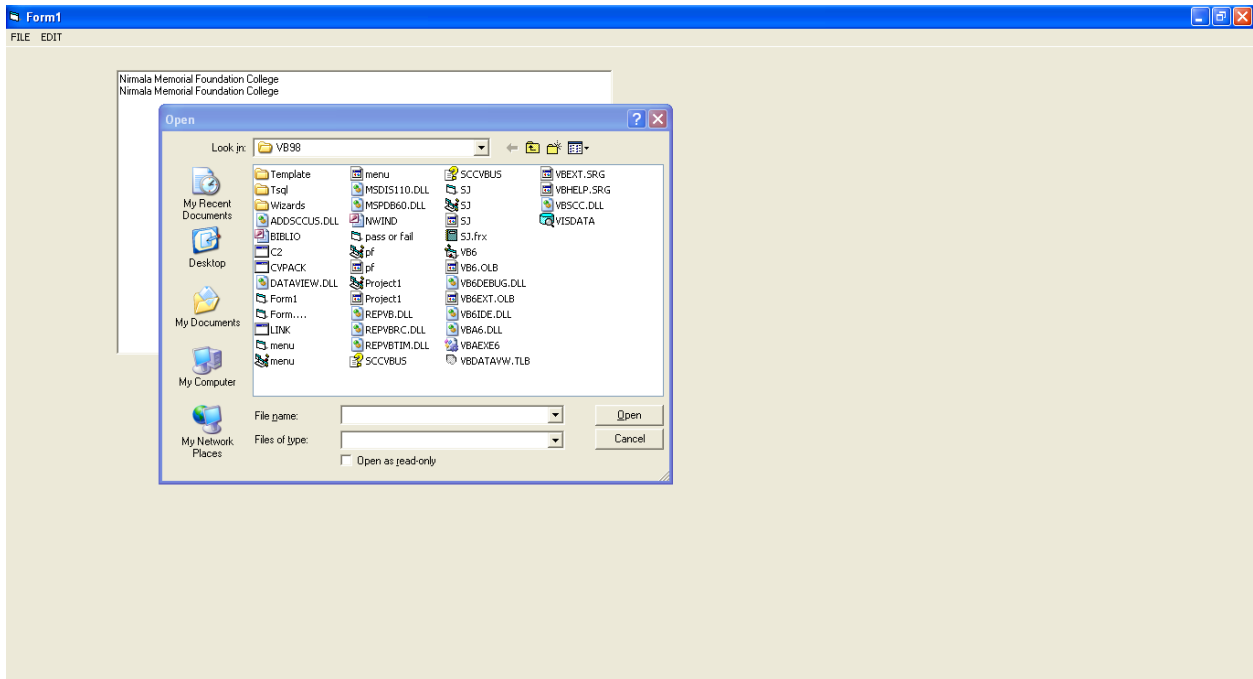 Form1
FILE EDIT
Nirmala Memorial Foundation College
Nirmala Memorial Foundation College
Open
Look in: VB98
My Recent
Documents
Desktop
My Documents
My Computer
My Network
Places
Template
Tsql
Wizards
ADDSCCUS.DLL
BIBLIO
C2
CVPACK
DATAVIEW.DLL
Form1
Form....
LINK
menu
menu
menu
MSDIS110.DLL
MSPDB60.DLL
NWIND
pass or fail
pf
pf
Project1
Project1
REPVB.DLL
REPVBRC.DLL
REPVBTIM.DLL
SCCVBUS
SCCVBUS
SJ
SJ
SJ
SJ.frx
VB6
VB6.OLB
VB6DEBUG.DLL
VB6EXT.OLB
VB6IDE.DLL
VBA6.DLL
VBAEXE6
VBDATAVW.TLB
VBEXT.SRG
VBHELP.SRG
VBSCC.DLL
VISDATA
File name:
Open
Files of type:
Cancel
Open as read-only